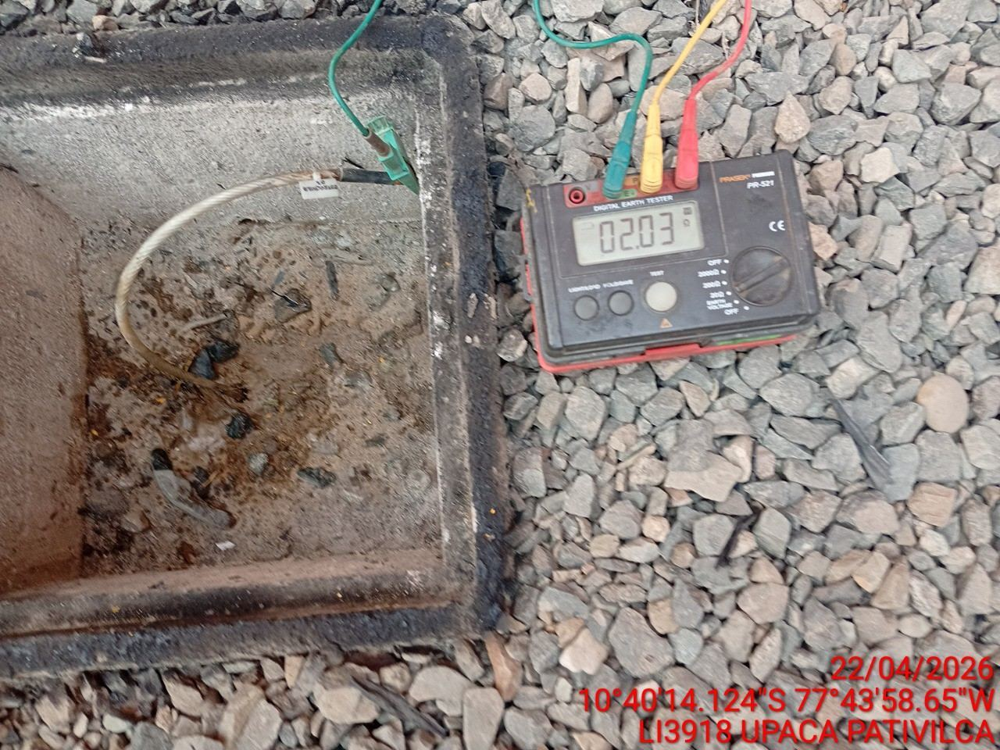 PRASEK
PR-521
E
DIGITAL EARTH TESTER
CE
02.03
Ω
TEST
OFF
2000Ω
200Ω
20Ω
EARTH
VOLTAGE
OFF
22/04/2026
10°40'14.124"S 77°43'58.65"W
LI3918 UPACA PATIVILCA